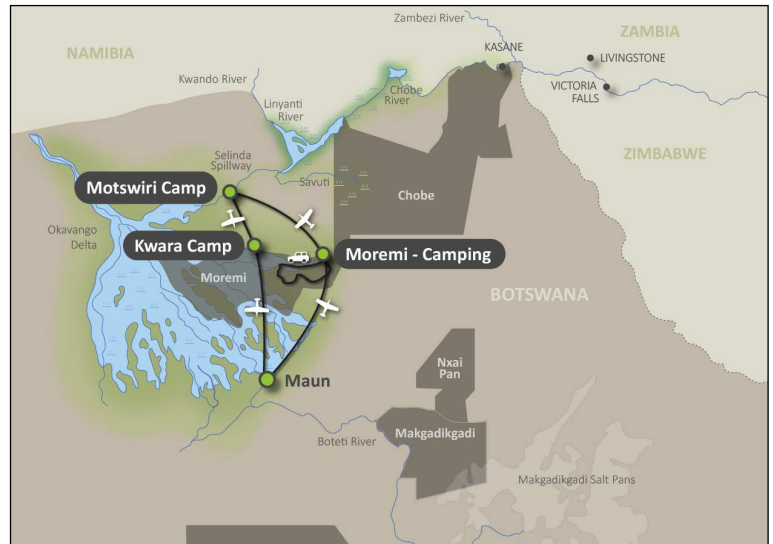 Zambezi River
ZAMBIA
NAMIBIA
KASANE
LIVINGSTONE
Kwando River
Chobe
River
VICTORIA
FALLS
Linyanti
River
ZIMBABWE
Selinda
Spillway
Savuti
Motswiri Camp
Chobe
Okavango
Delta
Kwara Camp
Moremi - Camping
Moremi
BOTSWANA
Nxai
Pan
Maun
Boteti River
Makgadikgadi
Makgadikgadi Salt Pans